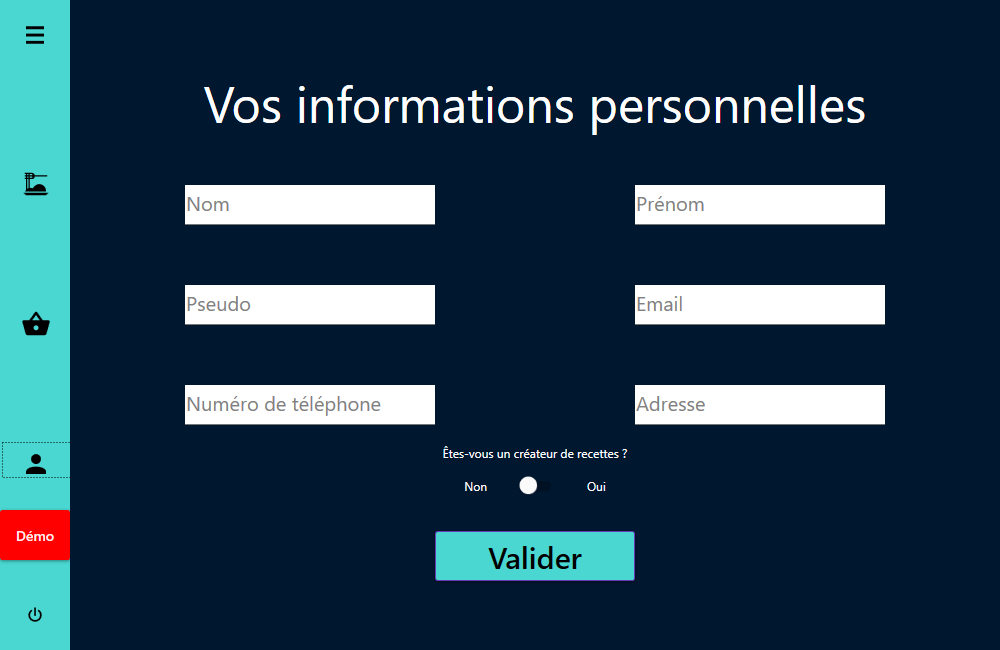 Vos informations personnelles
Nom
Prénom
Pseudo
Email
Numéro de téléphone
Adresse
Êtes-vous un créateur de recettes ?
Non
Oui
Démo
Valider